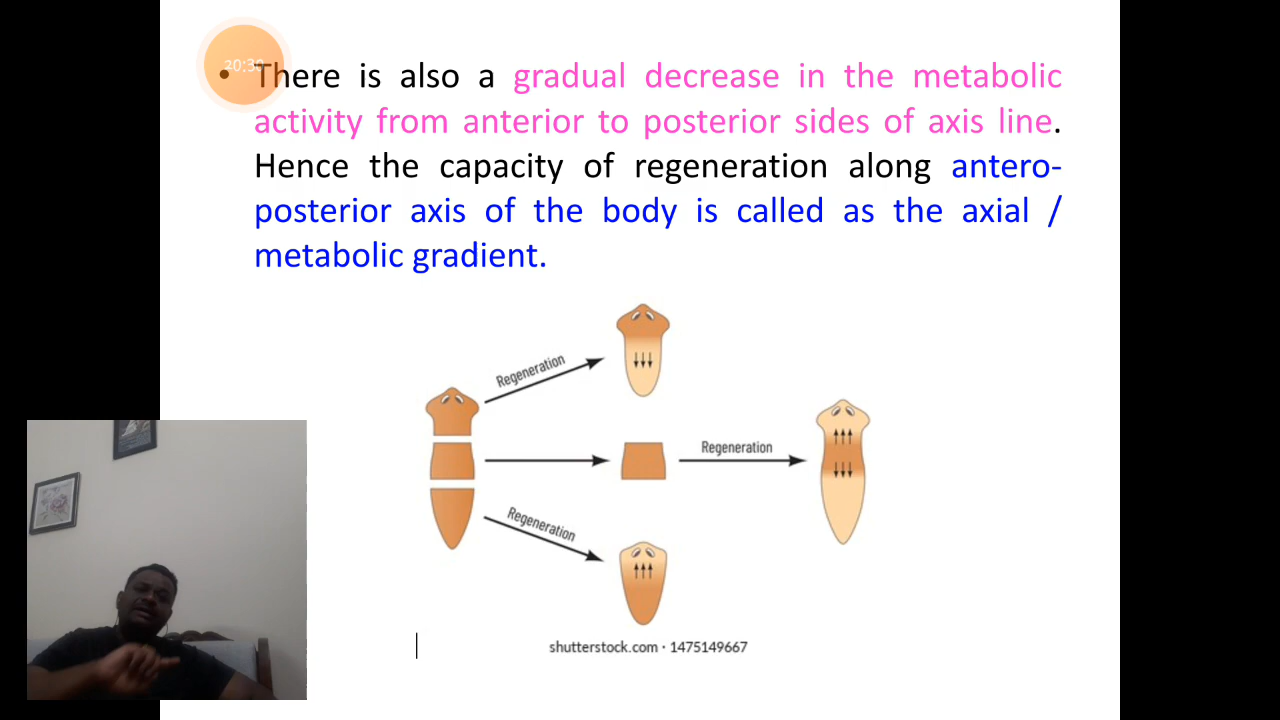 20:30
• There is also a gradual decrease in the metabolic
activity from anterior to posterior sides of axis line.
Hence the capacity of regeneration along antero-
posterior axis of the body is called as the axial /
metabolic gradient.
Regeneration
Regeneration
Regeneration
shutterstock.com · 1475149667